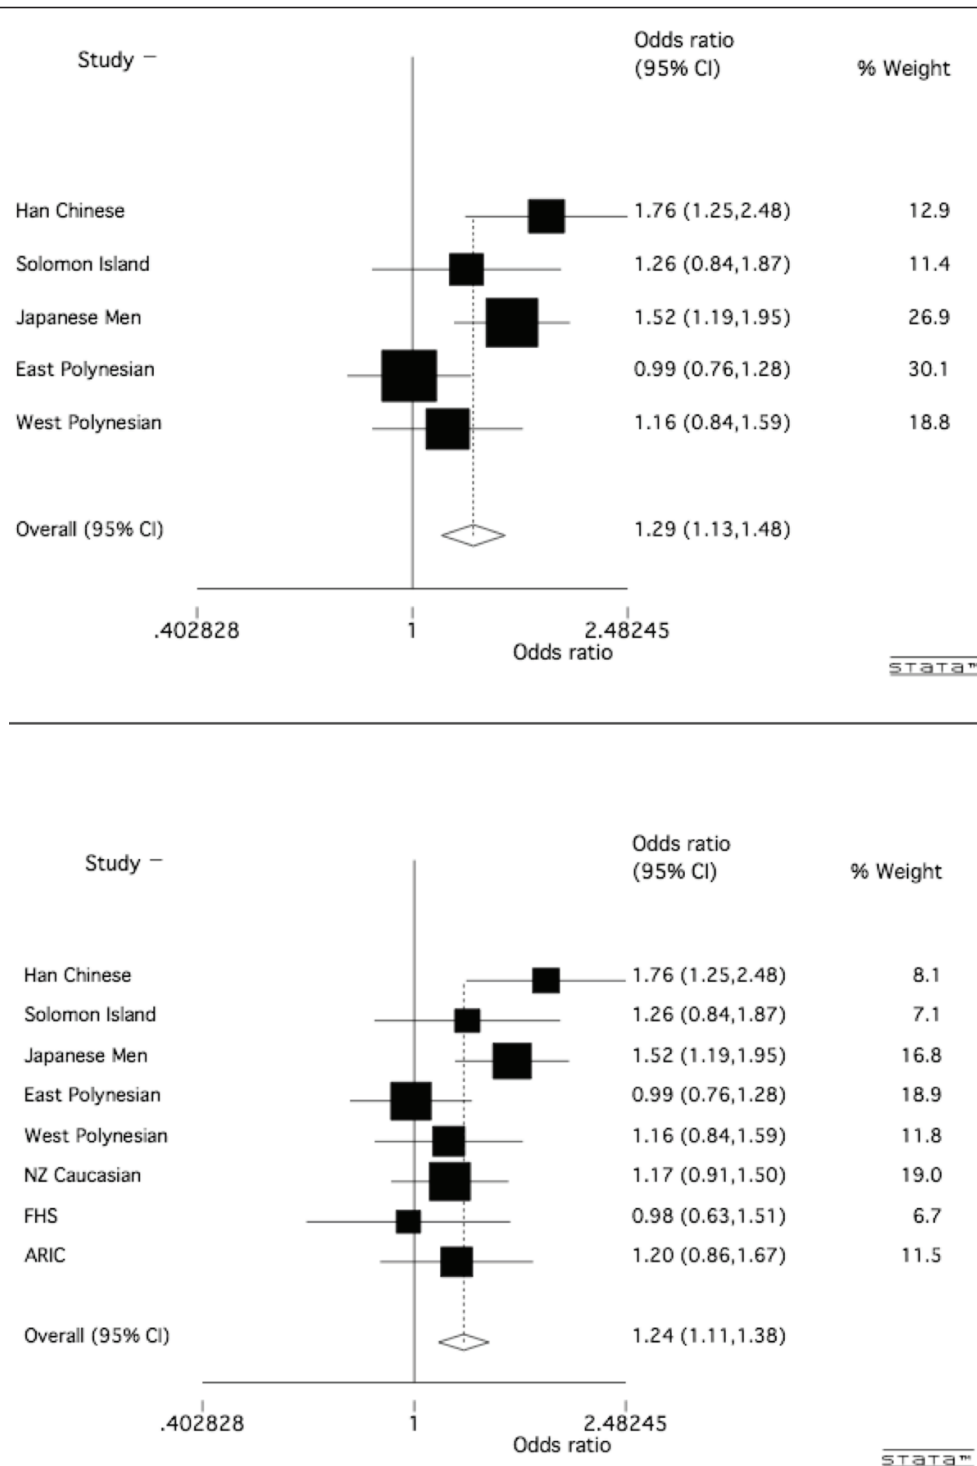 Study –
Odds ratio
(95% CI) % Weight
Han Chinese 1.76 (1.25,2.48) 12.9
Solomon Island 1.26 (0.84,1.87) 11.4
Japanese Men 1.52 (1.19,1.95) 26.9
East Polynesian 0.99 (0.76,1.28) 30.1
West Polynesian 1.16 (0.84,1.59) 18.8
Overall (95% CI) 1.29 (1.13,1.48)
.402828 1 2.48245
Odds ratio
STATA™
Study –
Odds ratio
(95% CI) % Weight
Han Chinese 1.76 (1.25,2.48) 8.1
Solomon Island 1.26 (0.84,1.87) 7.1
Japanese Men 1.52 (1.19,1.95) 16.8
East Polynesian 0.99 (0.76,1.28) 18.9
West Polynesian 1.16 (0.84,1.59) 11.8
NZ Caucasian 1.17 (0.91,1.50) 19.0
FHS 0.98 (0.63,1.51) 6.7
ARIC 1.20 (0.86,1.67) 11.5
Overall (95% CI) 1.24 (1.11,1.38)
.402828 1 2.48245
Odds ratio
STATA™